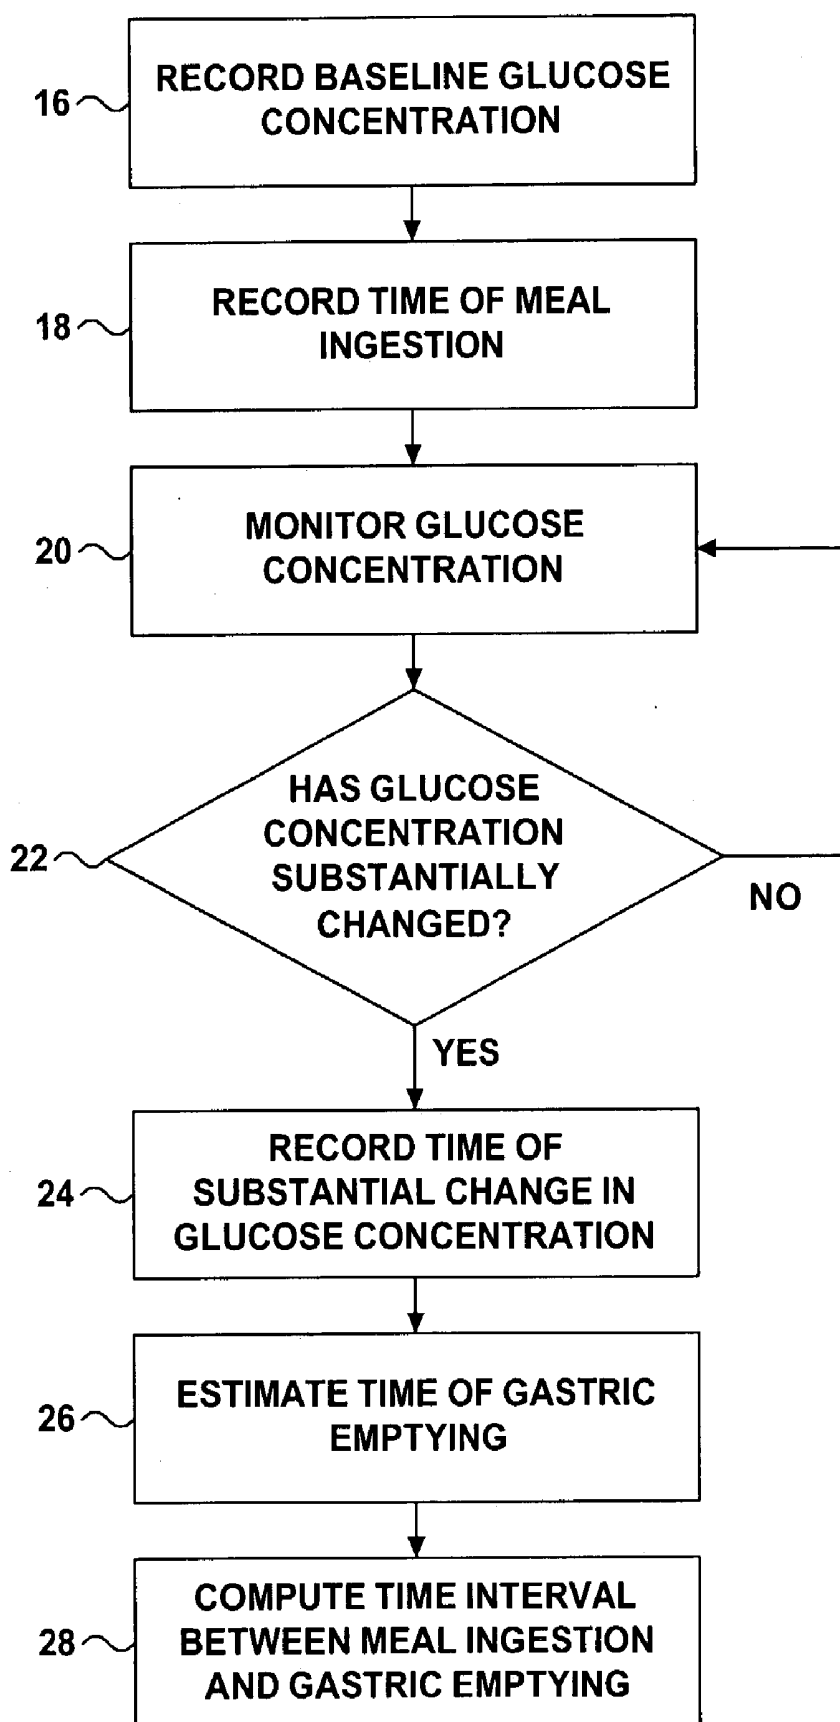 RECORD BASELINE GLUCOSE
CONCENTRATION
16
RECORD TIME OF MEAL
INGESTION
18
MONITOR GLUCOSE
CONCENTRATION
20
HAS GLUCOSE
CONCENTRATION
SUBSTANTIALLY
CHANGED?
22
NO
YES
RECORD TIME OF
SUBSTANTIAL CHANGE IN
GLUCOSE CONCENTRATION
24
ESTIMATE TIME OF GASTRIC
EMPTYING
26
COMPUTE TIME INTERVAL
BETWEEN MEAL INGESTION
AND GASTRIC EMPTYING
28